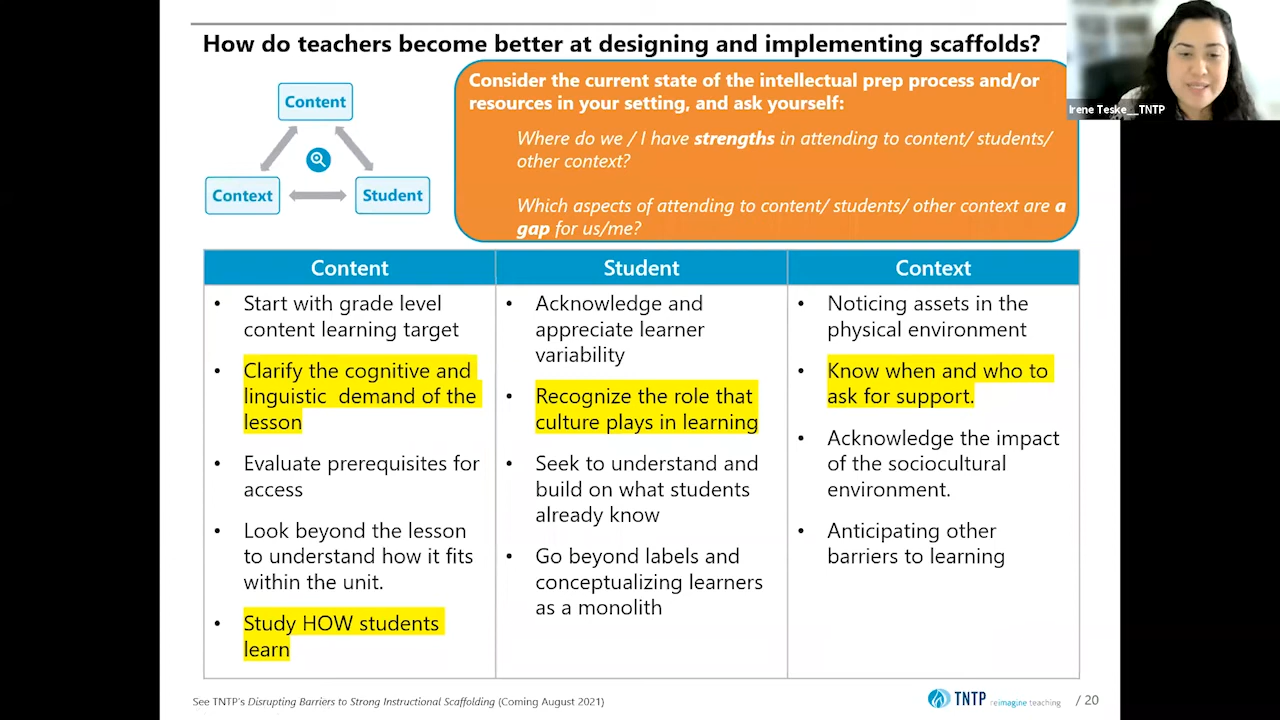 How do teachers become better at designing and implementing scaffolds?
Content
Context
Student
Consider the current state of the intellectual prep process and/or
resources in your setting, and ask yourself:
Where do we / I have strengths in attending to content/ students/
other context?
Which aspects of attending to content/ students/ other context are a
gap for us/me?
Irene Teske__TNTP
Content
• Start with grade level
content learning target
• Clarify the cognitive and
linguistic demand of the
lesson
• Evaluate prerequisites for
access
• Look beyond the lesson
to understand how it fits
within the unit.
• Study HOW students
learn
Student
• Acknowledge and
appreciate learner
variability
• Recognize the role that
culture plays in learning
• Seek to understand and
build on what students
already know
• Go beyond labels and
conceptualizing learners
as a monolith
Context
• Noticing assets in the
physical environment
• Know when and who to
ask for support.
• Acknowledge the impact
of the sociocultural
environment.
• Anticipating other
barriers to learning
See TNTP's Disrupting Barriers to Strong Instructional Scaffolding (Coming August 2021)
TNTP reimagine teaching
/ 20